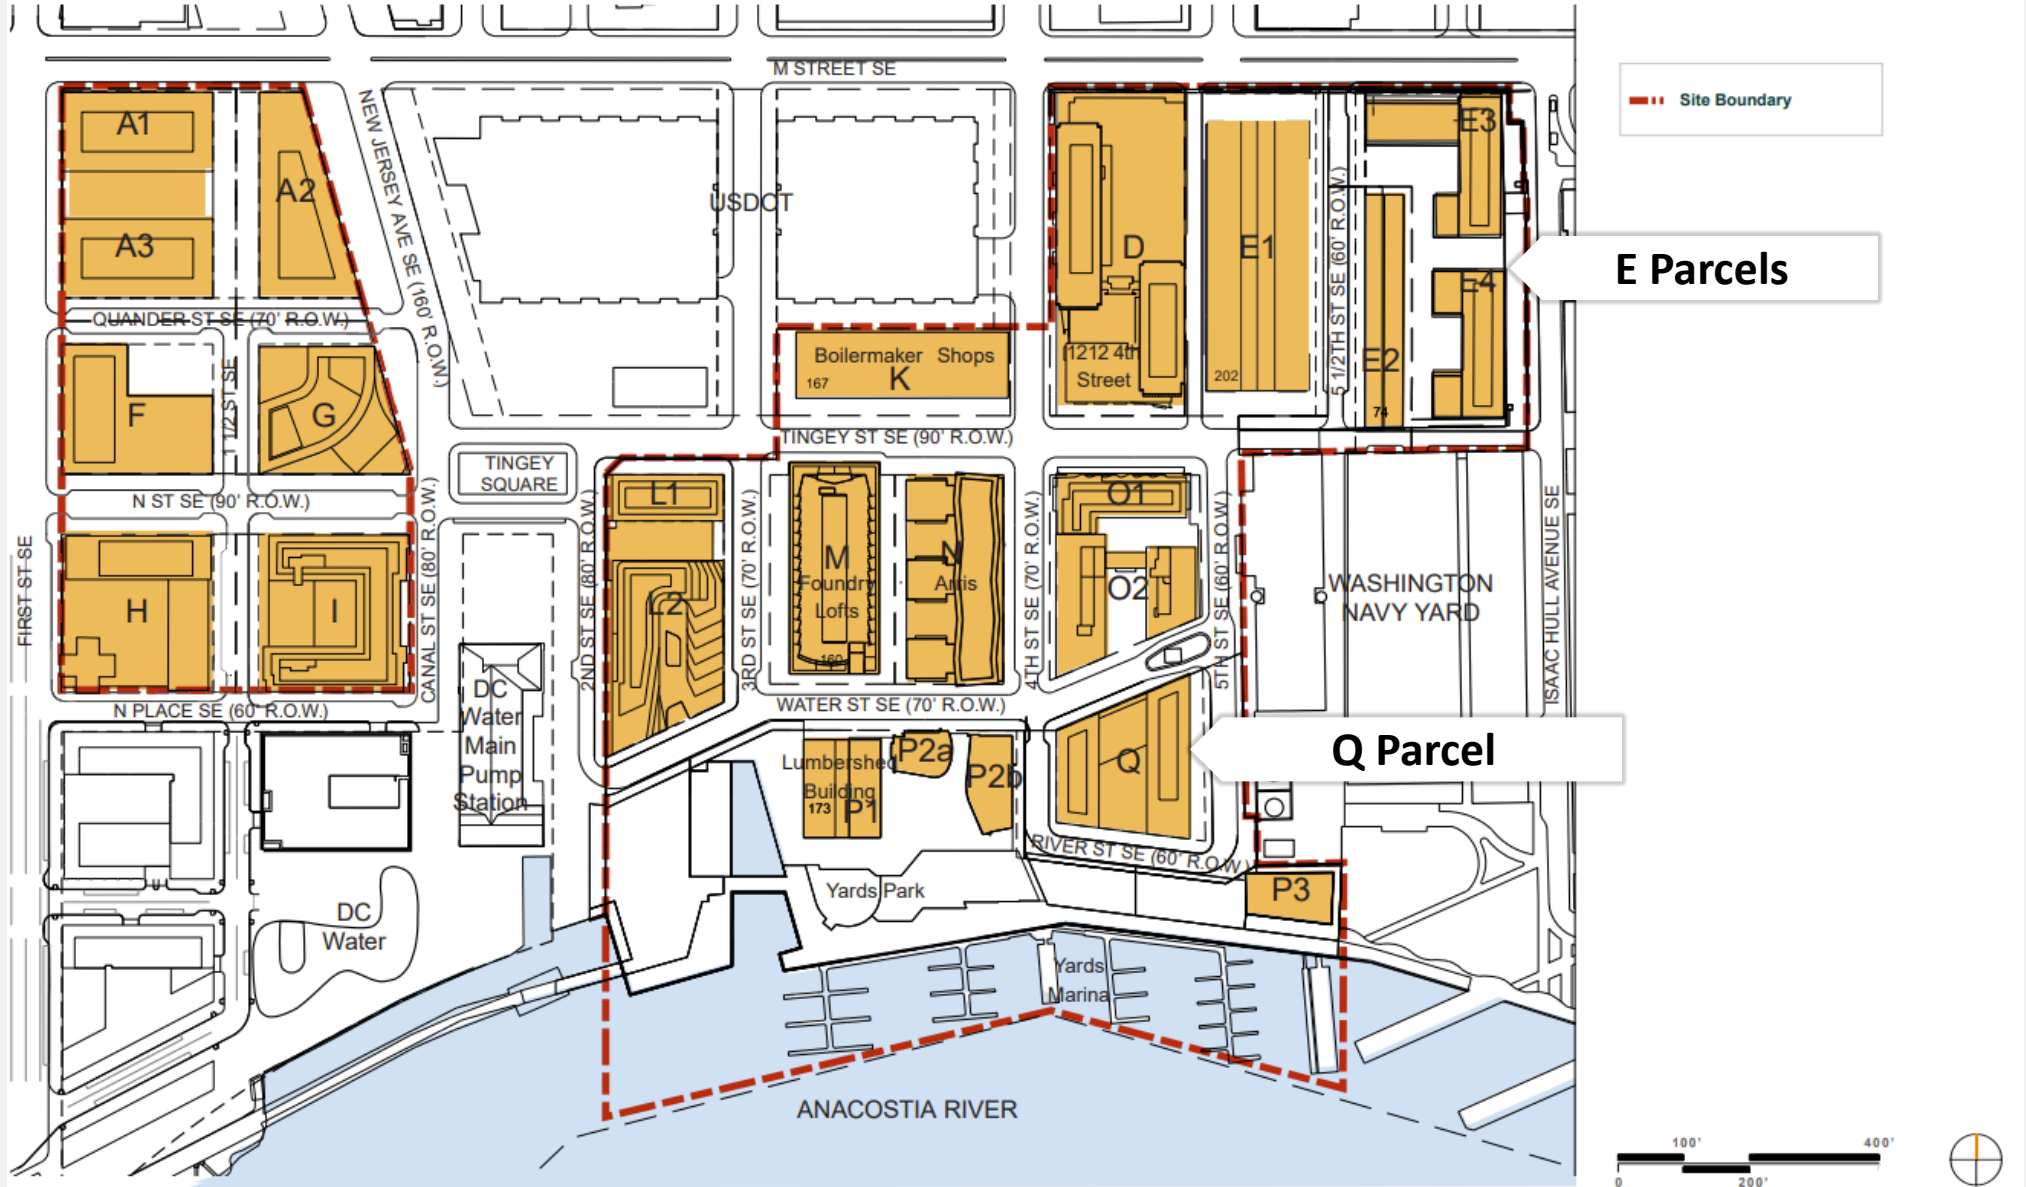 M STREET SE
Site Boundary
A1
A2
A3
NEW JERSEY AVE SE (160' R.O.W.)
USDOT
D
E1
E2
E3
E4
5 1/2TH ST SE (60' R.O.W.)
E Parcels
QUANDER ST SE (70' R.O.W.)
Boilermaker Shops
167
K
1212 4th
Street
202
74
F
G
1 1/2 ST SE
TINGEY ST SE (90' R.O.W.)
TINGEY
SQUARE
N ST SE (90' R.O.W.)
FIRST ST SE
H
I
CANAL ST SE (80' R.O.W.)
2ND ST SE (80' R.O.W.)
L1
L2
3RD ST SE (70' R.O.W.)
M
Foundry
Lofts
160
N
Arris
4TH ST SE (70' R.O.W.)
O1
O2
5TH ST SE (60' R.O.W.)
WASHINGTON
NAVY YARD
ISAAC HULL AVENUE SE
N PLACE SE (60' R.O.W.)
DC
Water
Main
Pump
Station
WATER ST SE (70' R.O.W.)
Lumbershed
Building
173
P1
P2a
P2b
Q
Q Parcel
RIVER ST SE (60' R.O.W.)
Yards Park
P3
DC
Water
Yards
Marina
ANACOSTIA RIVER
100'
400'
0
200'